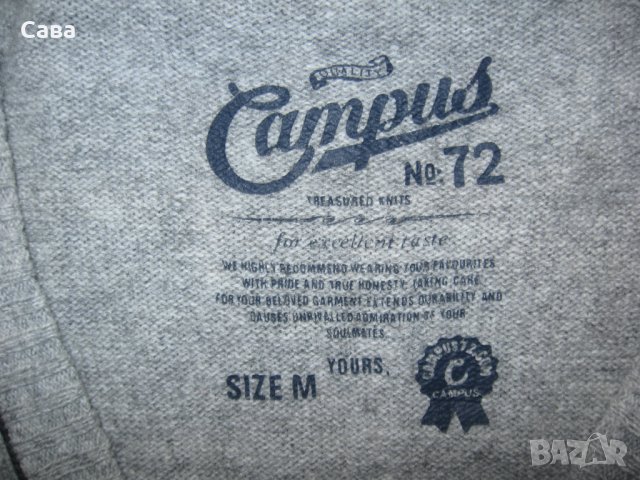 Сава
QUALITY
Campus
No: 72
TREASURED KNITS
for excellent taste
WE HIGHLY RECOMMEND WEARING YOUR FAVOURITES
WITH PRIDE AND TRUE HONESTY. TAKING CARE
FOR YOUR BELOVED GARMENT EXTENDS DURABILITY AND
CAUSES UNRIVALLED ADMIRATION OF YOUR
SOULMATES.
YOURS,
SIZE M
C
CAMPUS
BAZAR